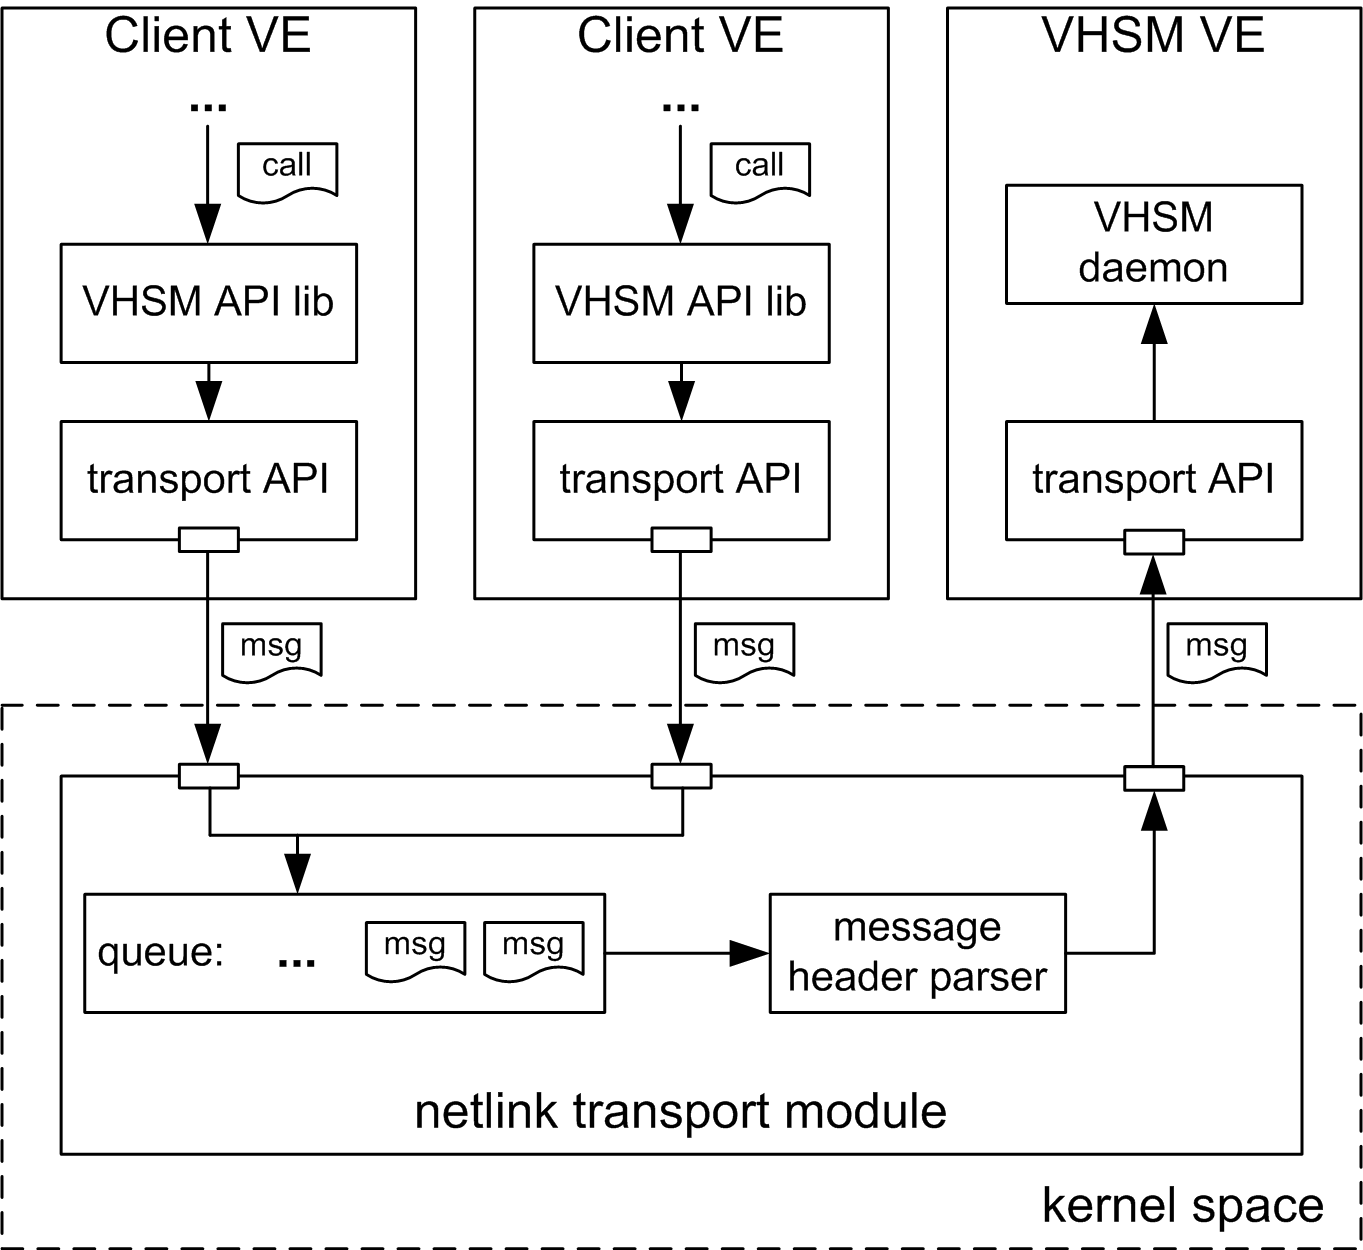 Client VE
...
call
VHSM API lib
transport API
msg
Client VE
...
call
VHSM API lib
transport API
msg
VHSM VE
VHSM
daemon
transport API
msg
queue:
...
msg
msg
message
header parser
netlink transport module
kernel space